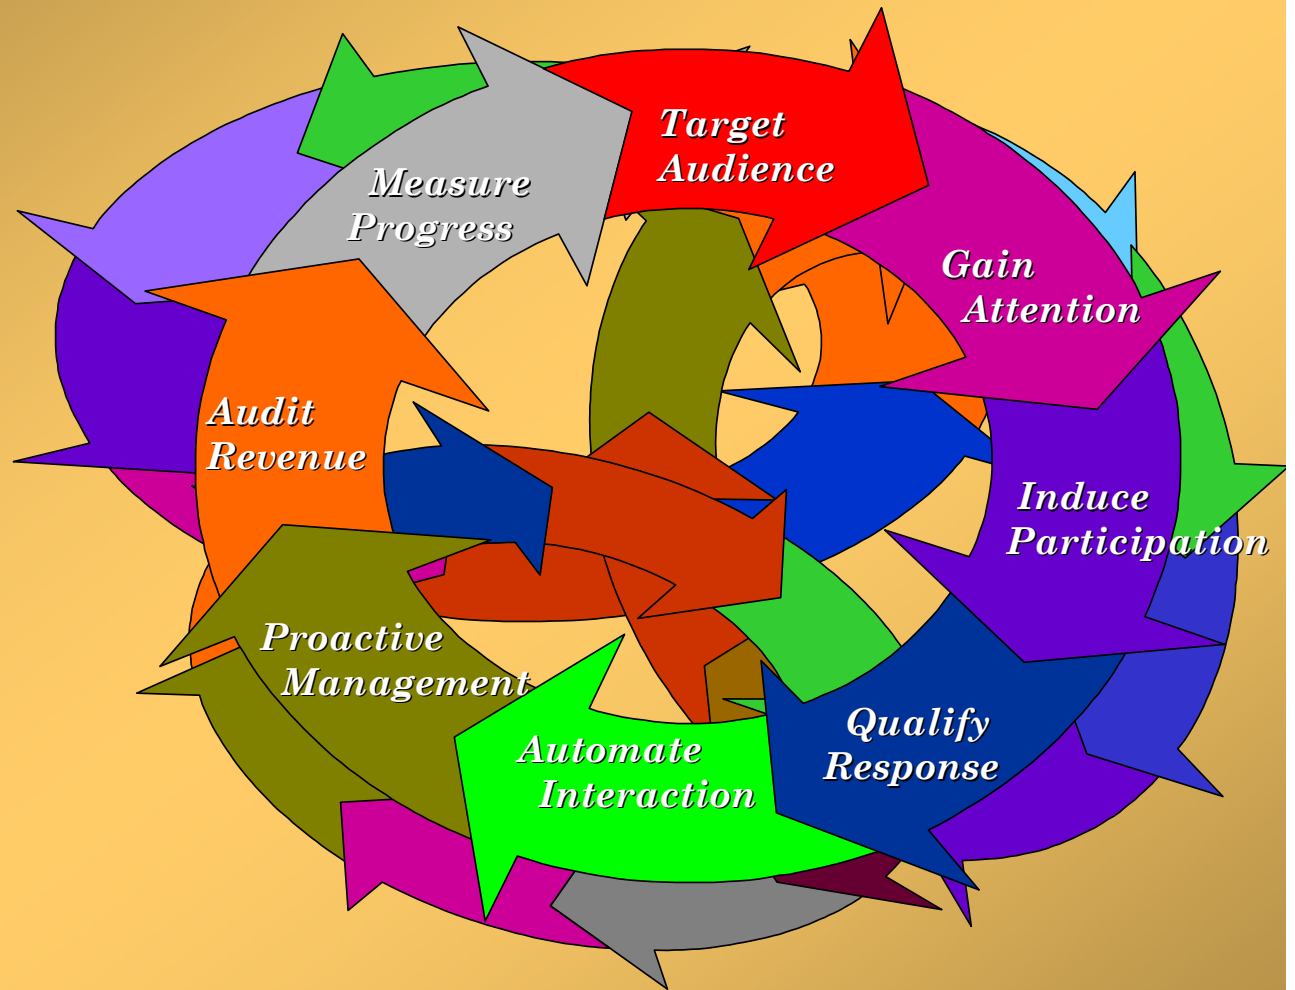 Target
Audience
Gain
Attention
Induce
Participation
Qualify
Response
Automate
Interaction
Proactive
Management
Audit
Revenue
Measure
Progress